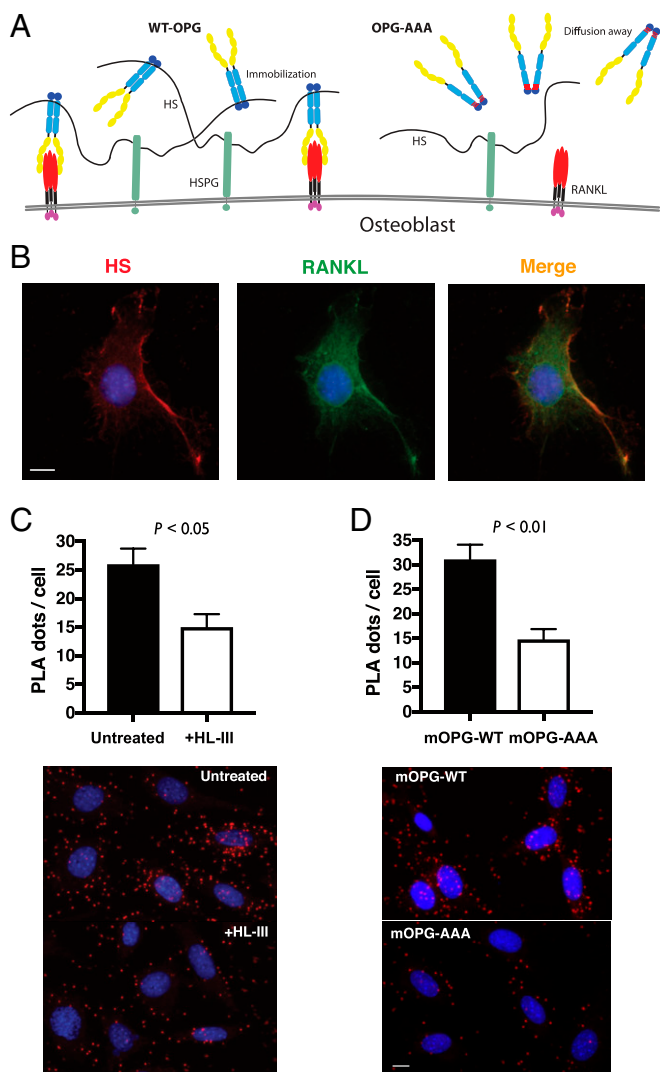 A
WT-OPG
OPG-AAA
Diffusion away
Immobilization
HS
HS
HSPG
RANKL
Osteoblast
B
HS
RANKL
Merge
C
P < 0.05
PLA dots / cell
30
25
20
15
10
5
0
Untreated
+HL-III
Untreated
+HL-III
D
P < 0.01
PLA dots / cell
35
30
25
20
15
10
5
0
mOPG-WT
mOPG-AAA
mOPG-WT
mOPG-AAA